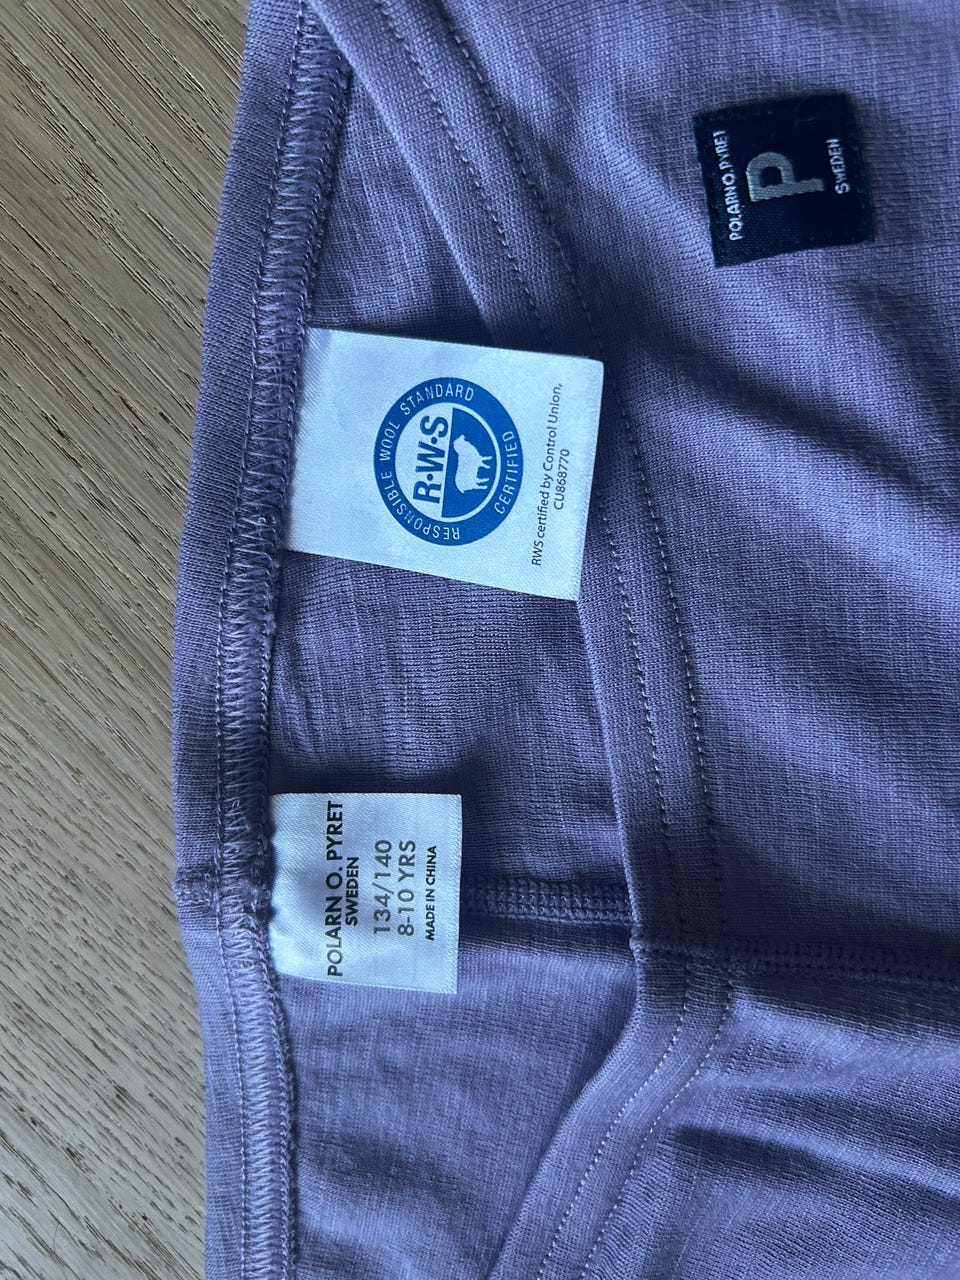 POLARN O. PYRET
P
SWEDEN
RESPONSIBLE WOOL STANDARD
R·W·S
CERTIFIED
RWS certified by Control Union,
CU868770
POLARN O. PYRET
SWEDEN
134/140
8-10 YRS
MADE IN CHINA